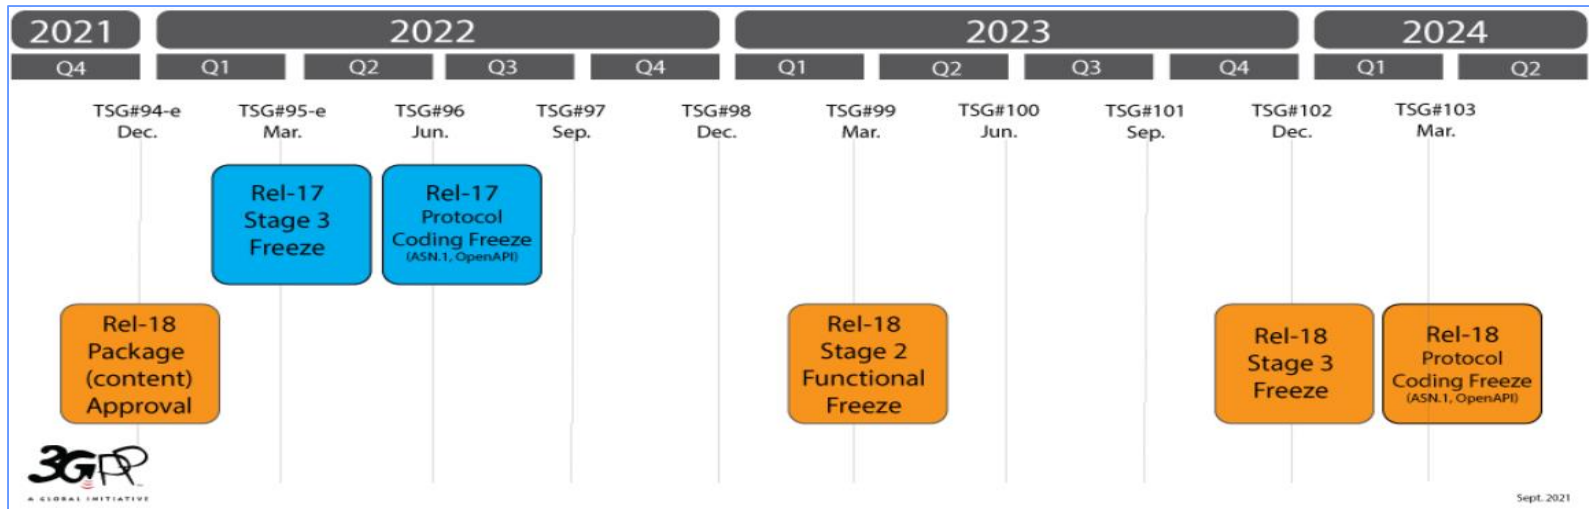 2021 2022 2023 2024
Q4 Q1 Q2 Q3 Q4 Q1 Q2 Q3 Q4 Q1 Q2
TSG#94-e TSG#95-e TSG#96 TSG#97 TSG#98 TSG#99 TSG#100 TSG#101 TSG#102 TSG#103
Dec. Mar. Jun. Sep. Dec. Mar. Jun. Sep. Dec. Mar.
Rel-17
Stage 3
Freeze
Rel-17
Protocol
Coding Freeze
(ASN.1, OpenAPI)
Rel-18
Package
(content)
Approval
Rel-18
Stage 2
Functional
Freeze
Rel-18
Stage 3
Freeze
Rel-18
Protocol
Coding Freeze
(ASN.1, OpenAPI)
3GPP
A GLOBAL INITIATIVE
Sept. 2021